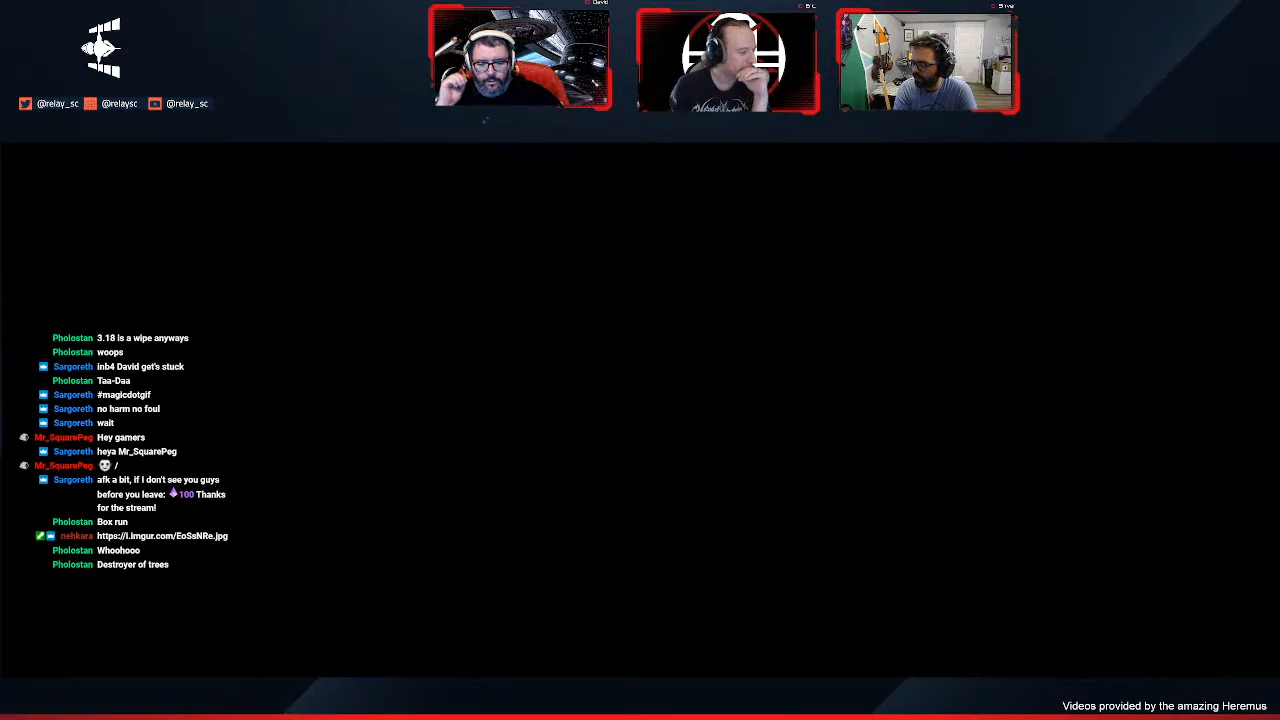 David
@relay_sc
@relaysc
@relay_sc
Pholostan 3.18 is a wipe anyways
Pholostan woops
Sargoreth inb4 David get's stuck
Pholostan Taa-Daa
Sargoreth #magicdotgif
Sargoreth no harm no foul
Sargoreth wait
Mr_SquarePeg Hey gamers
Sargoreth heya Mr_SquarePeg
Mr_SquarePeg /
Sargoreth afk a bit, if I don't see you guys
before you leave: 100 Thanks
for the stream!
Pholostan Box run
nehkara https://i.imgur.com/EoSsNRe.jpg
Pholostan Whoohooo
Pholostan Destroyer of trees
Videos provided by the amazing Heremus